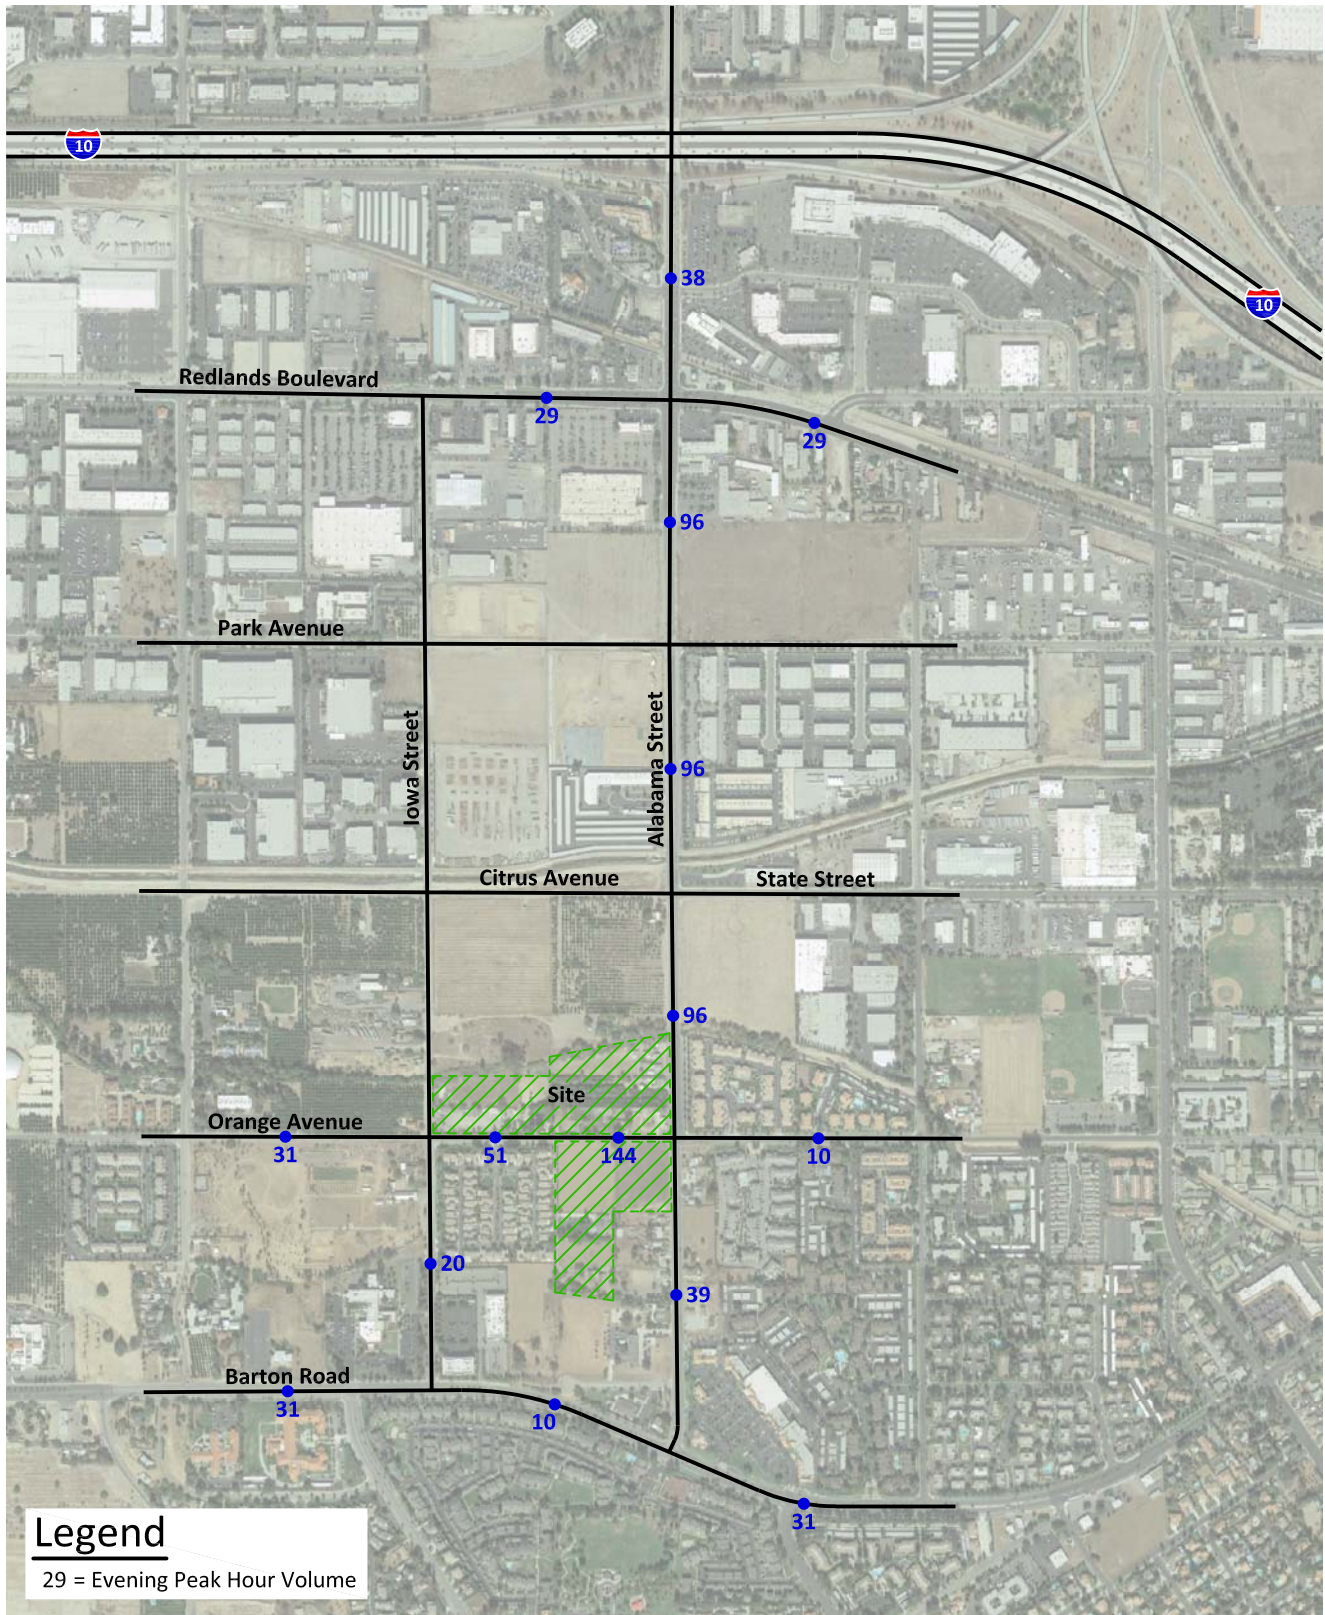 10
38
10
Redlands Boulevard
29
29
96
Park Avenue
Iowa Street
Alabama Street
96
Citrus Avenue
State Street
96
Site
Orange Avenue
31
51
144
10
20
39
Barton Road
31
10
31
Legend
29 = Evening Peak Hour Volume